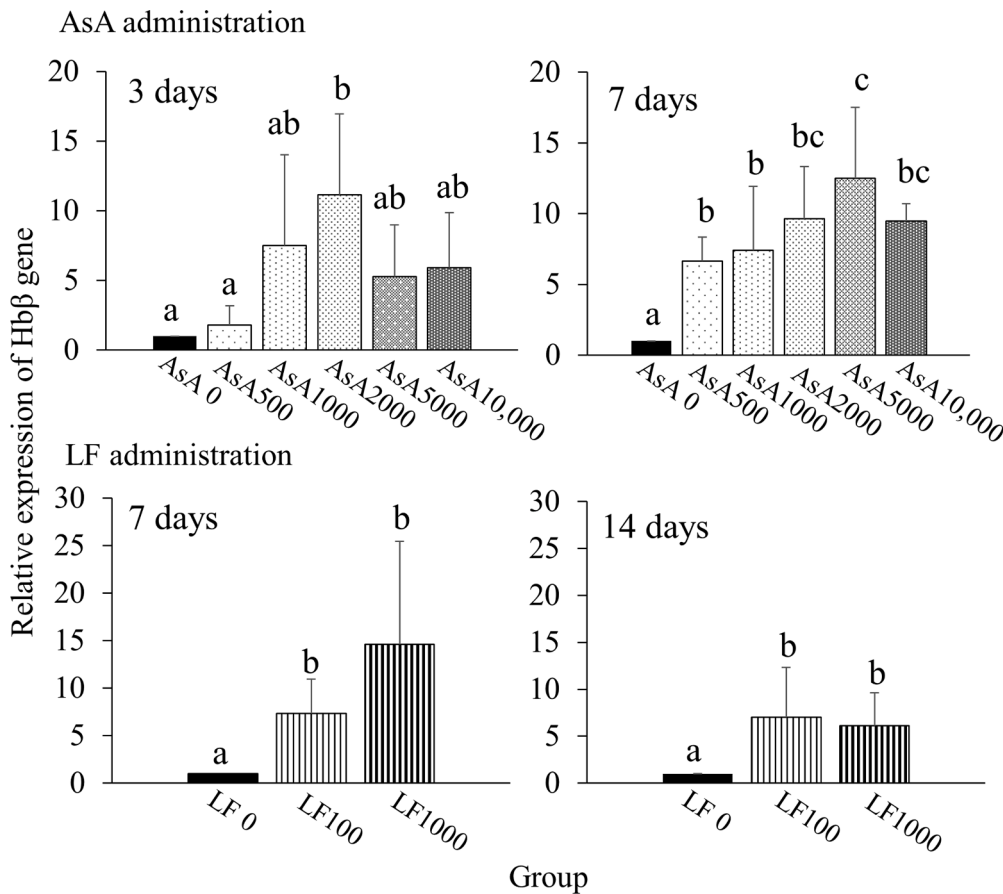 AsA administration
Relative expression of Hbβ gene
3 days
20
15
10
5
0
a
a
ab
b
ab
ab
AsA 0
AsA500
AsA1000
AsA2000
AsA5000
AsA10,000
7 days
20
15
10
5
0
a
b
b
bc
c
bc
AsA 0
AsA500
AsA1000
AsA2000
AsA5000
AsA10,000
LF administration
7 days
30
25
20
15
10
5
0
a
b
b
LF 0
LF100
LF1000
14 days
30
25
20
15
10
5
0
a
b
b
LF 0
LF100
LF1000
Group